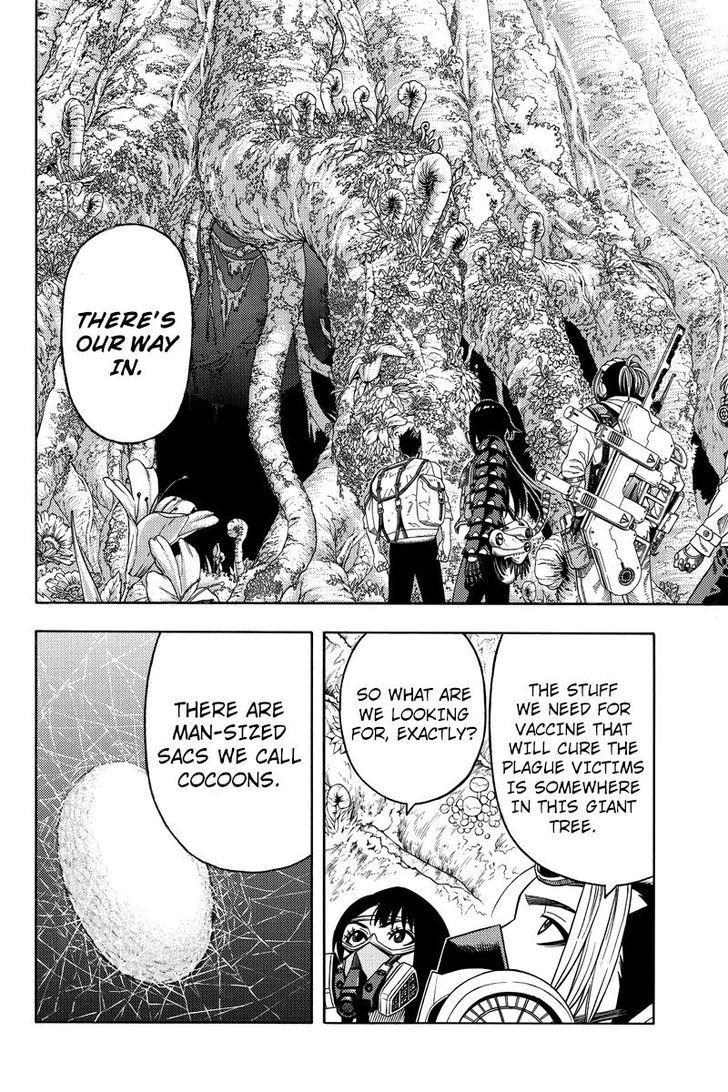 THERE'S
OUR WAY
IN.
THE STUFF
WE NEED FOR
VACCINE THAT
WILL CURE THE
PLAGUE VICTIMS
IS SOMEWHERE
IN THIS GIANT
TREE.
SO WHAT ARE
WE LOOKING
FOR, EXACTLY?
THERE ARE
MAN-SIZED
SACS WE CALL
COCOONS.